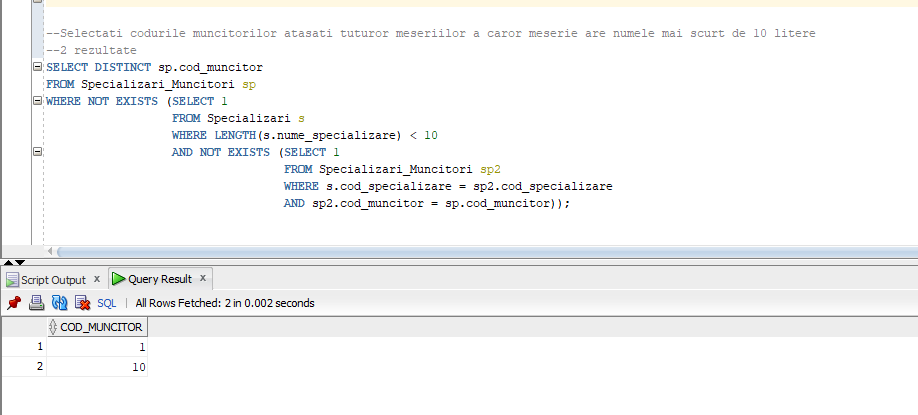 --Selectati codurile muncitorilor atasati tuturor meseriilor a caror meserie are numele mai scurt de 10 litere
--2 rezultate
SELECT DISTINCT sp.cod_muncitor
FROM Specializari_Muncitori sp
WHERE NOT EXISTS (SELECT 1
FROM Specializari s
WHERE LENGTH(s.nume_specializare) < 10
AND NOT EXISTS (SELECT 1
FROM Specializari_Muncitori sp2
WHERE s.cod_specializare = sp2.cod_specializare
AND sp2.cod_muncitor = sp.cod_muncitor));
Script Output x Query Result x
SQL | All Rows Fetched: 2 in 0.002 seconds
COD_MUNCITOR
1 1
2 10